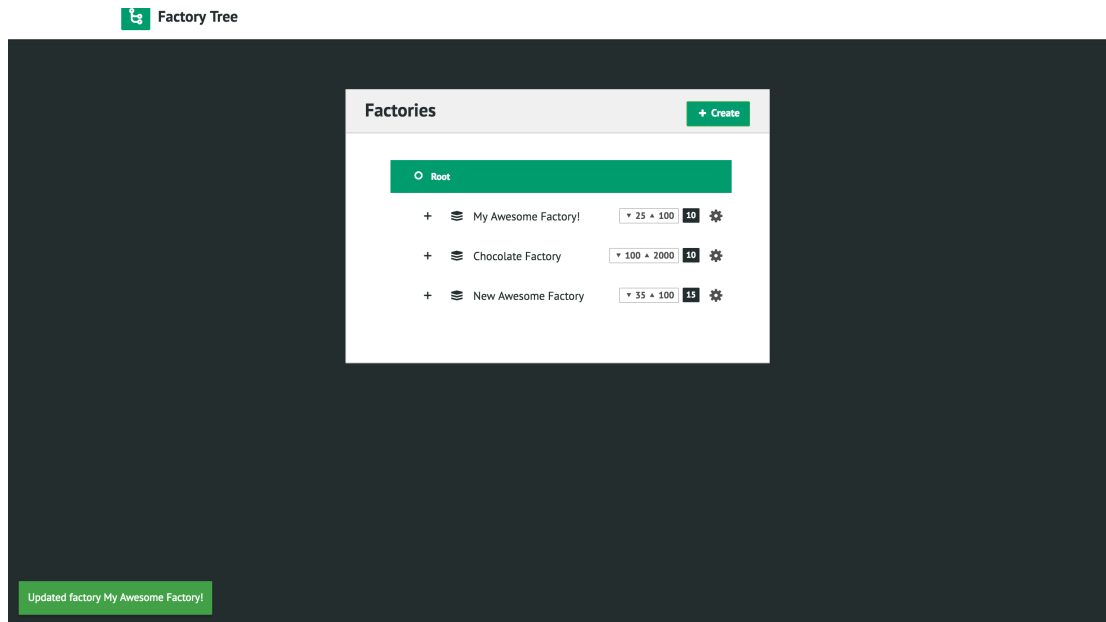 Factory Tree
Factories
+ Create
Root
+ My Awesome Factory! ▼ 25 ▲ 100 10
+ Chocolate Factory ▼ 100 ▲ 2000 10
+ New Awesome Factory ▼ 35 ▲ 100 15
Updated factory My Awesome Factory!